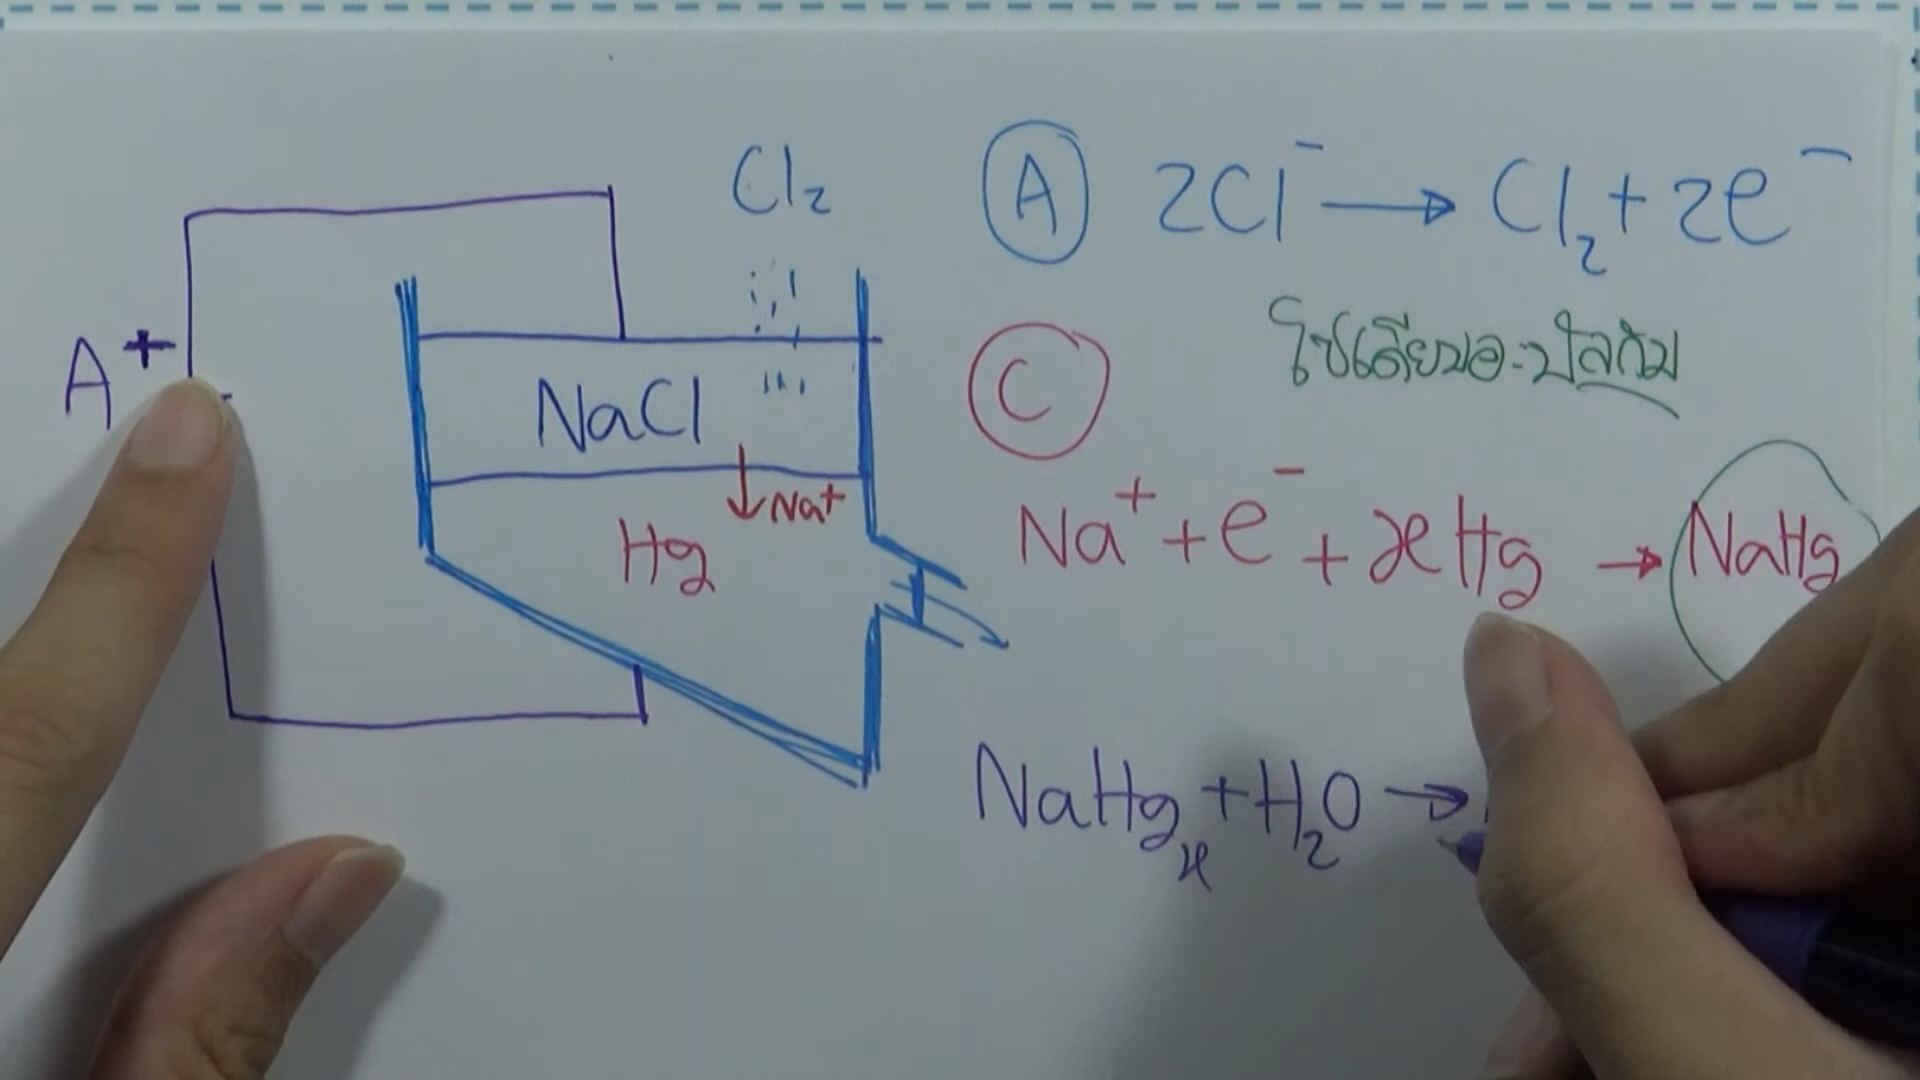 Cl₂
A⁺
NaCl
Na⁺
Hg
Ⓐ 2Cl⁻ → Cl₂ + 2e⁻
Ⓒ โซเดียมอะมัลกัม
Na⁺ + e⁻ + xHg → NaHg
NaHgₓ + H₂O →